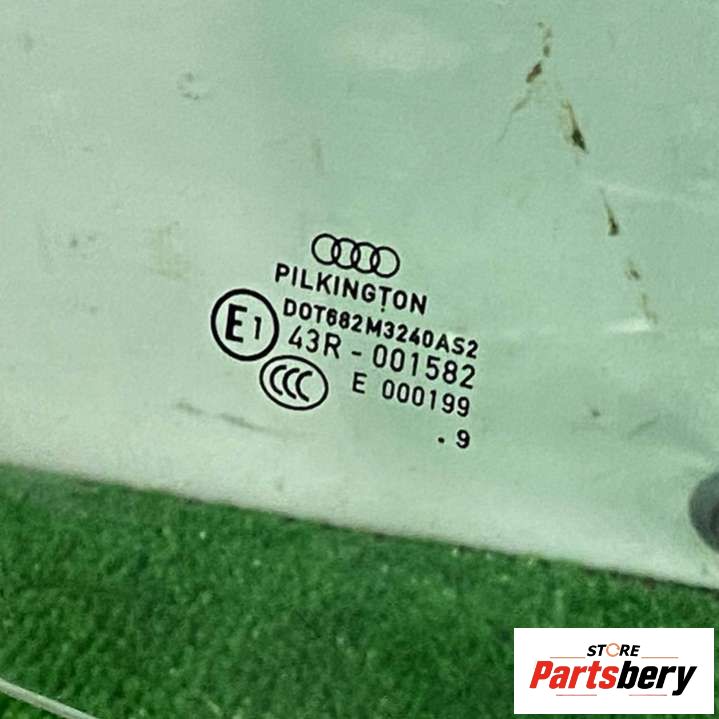 PILKINGTON
DOT682M3240AS2
E1
43R - 001582
CCC
E 000199
. 9
STORE
Partsbery